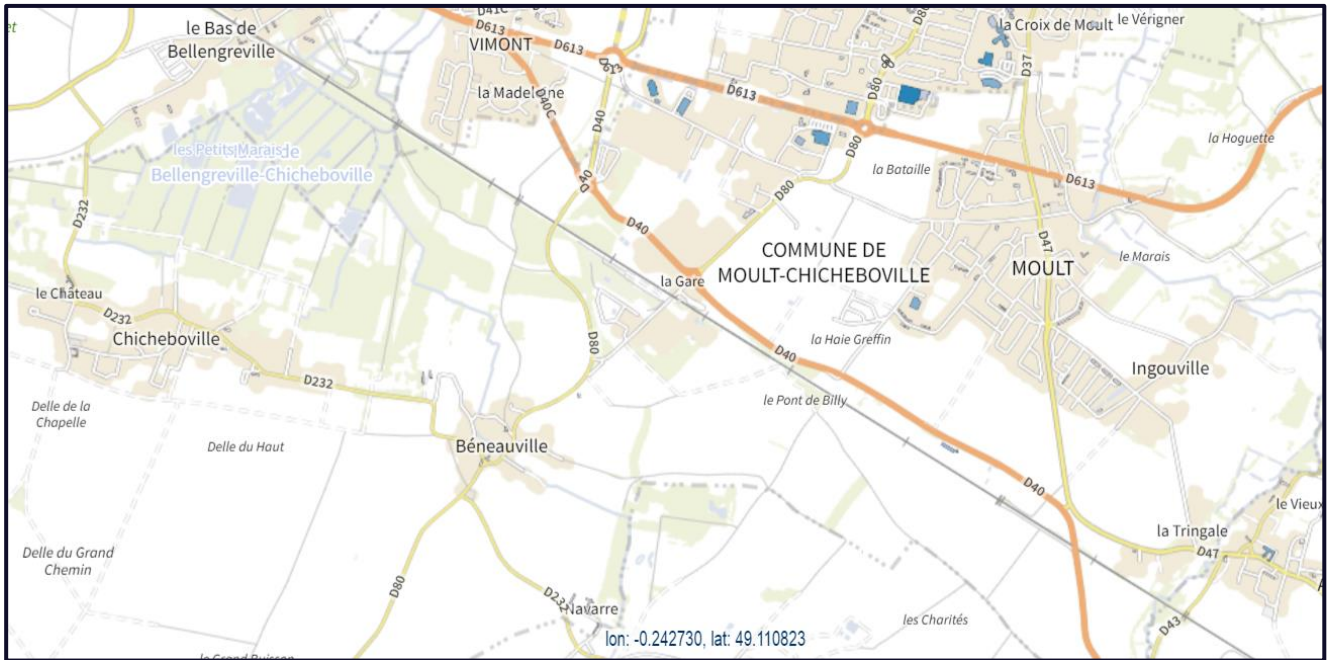 D41C
D613
le Bas de
Bellengreville
et
VIMONT
D613
D613
D613
D80
la Croix de Moult
le Vérigner
D37
la Madeleine
D40C
D40
D80
la Hoguette
les Petits Marais
Bellengreville-Chicheboville
D80
la Bataille
D613
D40
D80
D232
D40
COMMUNE DE
MOULT-CHICHEBOVILLE
D47
MOULT
le Marais
la Gare
le Château
D232
Chicheboville
D80
la Haie Greffin
D40
Ingouville
D232
le Pont de Billy
Delle de la
Chapelle
Delle du Haut
Béneauville
D40
le Vieux
la Tringale
D47
Delle du Grand
Chemin
D80
D232
Navarre
les Charités
D43
lon: -0.242730, lat: 49.110823